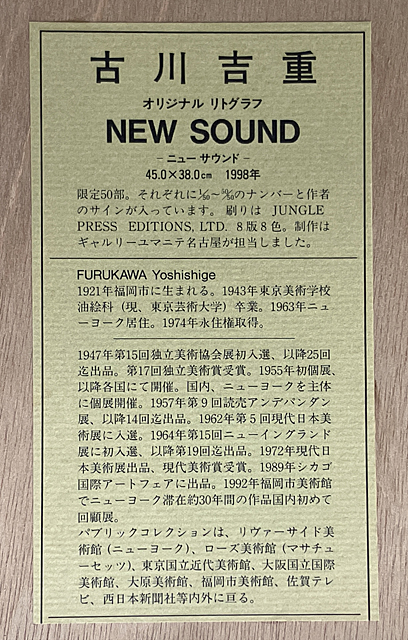 古川吉重
オリジナル リトグラフ
NEW SOUND
- ニュー サウンド -
45.0×38.0cm 1998年
限定50部。それぞれに1/50〜50/50のナンバーと作者
のサインが入っています。刷りは JUNGLE
PRESS EDITIONS, LTD. 8版8色。制作は
ギャルリーユマニテ名古屋が担当しました。
FURUKAWA Yoshishige
1921年福岡市に生まれる。1943年東京美術学校
油絵科(現、東京芸術大学)卒業。1963年ニュ
ーヨーク居住。1974年永住権取得。
1947年第15回独立美術協会展初入選、以降25回
迄出品。第17回独立美術賞受賞。1955年初個展、
以降各国にて開催。国内、ニューヨークを主体
に個展開催。1957年第9回読売アンデパンダン
展、以降14回迄出品。1962年第5回現代日本美
術展に入選。1964年第15回ニューイングランド
展に初入選、以降第19回迄出品。1972年現代日
本美術展出品、現代美術賞受賞。1989年シカゴ
国際アートフェアに出品。1992年福岡市美術館
でニューヨーク滞在約30年間の作品国内初めて
回顧展。
パブリックコレクションは、リヴァーサイド美
術館(ニューヨーク)、ローズ美術館(マサチュ
ーセッツ)、東京国立近代美術館、大阪国立国際
美術館、大原美術館、福岡市美術館、佐賀テレ
ビ、西日本新聞社等内外に亘る。